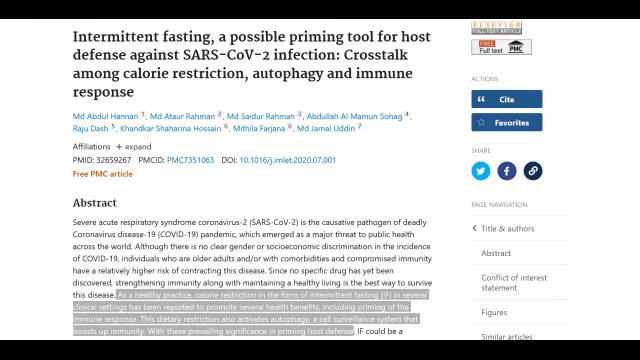 Intermittent fasting, a possible priming tool for host
defense against SARS-CoV-2 infection: Crosstalk
among calorie restriction, autophagy and immune
response
Md Abdul Hannan 1, Md Ataur Rahman 2, Md Saidur Rahman 3, Abdullah Al Mamun Sohag 4,
Raju Dash 5, Khandkar Shaharina Hossain 6, Mithila Farjana 6, Md Jamal Uddin 7
Affiliations + expand
PMID: 32659267 PMCID: PMC7351063 DOI: 10.1016/j.imlet.2020.07.001
Free PMC article
Abstract
Severe acute respiratory syndrome coronavirus-2 (SARS-CoV-2) is the causative pathogen of deadly
Coronavirus disease-19 (COVID-19) pandemic, which emerged as a major threat to public health
across the world. Although there is no clear gender or socioeconomic discrimination in the incidence
of COVID-19, individuals who are older adults and/or with comorbidities and compromised immunity
have a relatively higher risk of contracting this disease. Since no specific drug has yet been
discovered, strengthening immunity along with maintaining a healthy living is the best way to survive
this disease. As a healthy practice, calorie restriction in the form of intermittent fasting (IF) in several
clinical settings has been reported to promote several health benefits, including priming of the
immune response. This dietary restriction also activates autophagy, a cell surveillance system that
boosts up immunity. With these prevailing significance in priming host defense, IF could be a
ELSEVIER
FULL-TEXT ARTICLE
FREE
Full text PMC
ACTIONS
Cite
Favorites
SHARE
PAGE NAVIGATION
Title & authors
Abstract
Conflict of interest
statement
Figures
Similar articles